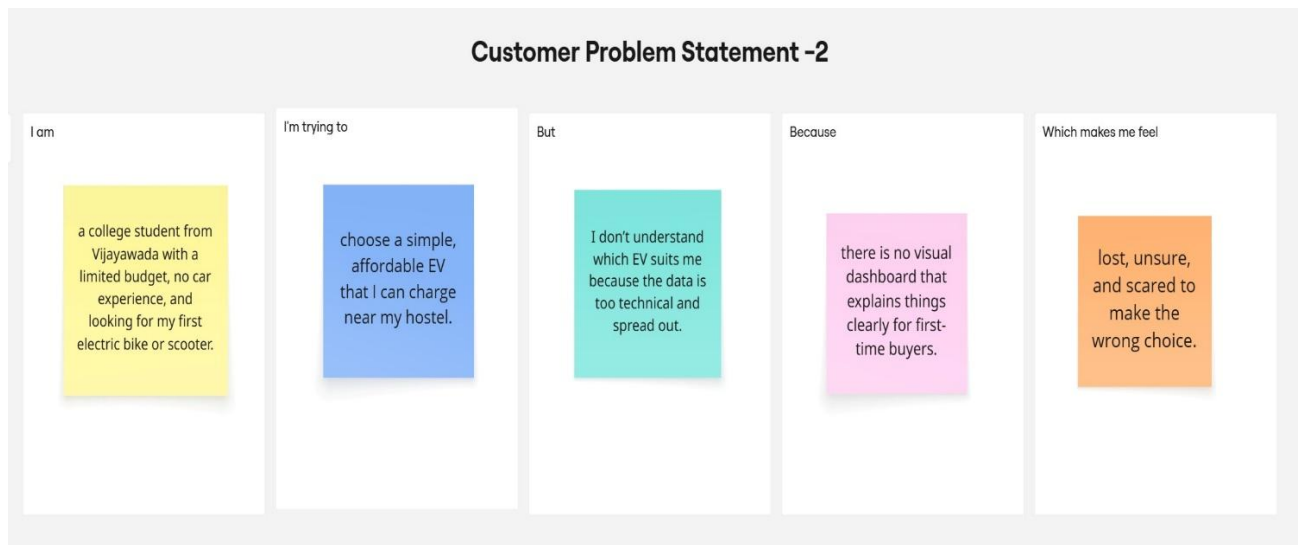 Customer Problem Statement -2
I am
a college student from
Vijayawada with a
limited budget, no car
experience, and
looking for my first
electric bike or scooter.
I'm trying to
choose a simple,
affordable EV
that I can charge
near my hostel.
But
I don't understand
which EV suits me
because the data is
too technical and
spread out.
Because
there is no visual
dashboard that
explains things
clearly for first-
time buyers.
Which makes me feel
lost, unsure,
and scared to
make the
wrong choice.